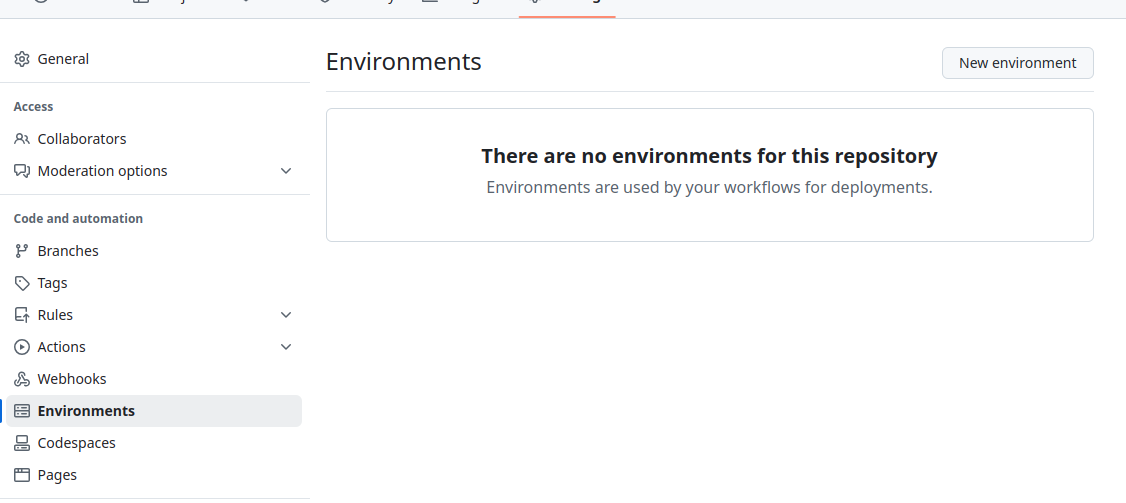 General
Access
Collaborators
Moderation options
Code and automation
Branches
Tags
Rules
Actions
Webhooks
Environments
Codespaces
Pages
Environments
New environment
There are no environments for this repository
Environments are used by your workflows for deployments.